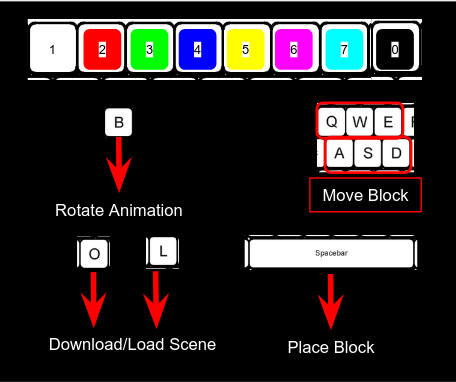 1 2 3 4 5 6 7 0
B
Q W E
A S D
Rotate Animation
Move Block
O L
Spacebar
Download/Load Scene
Place Block